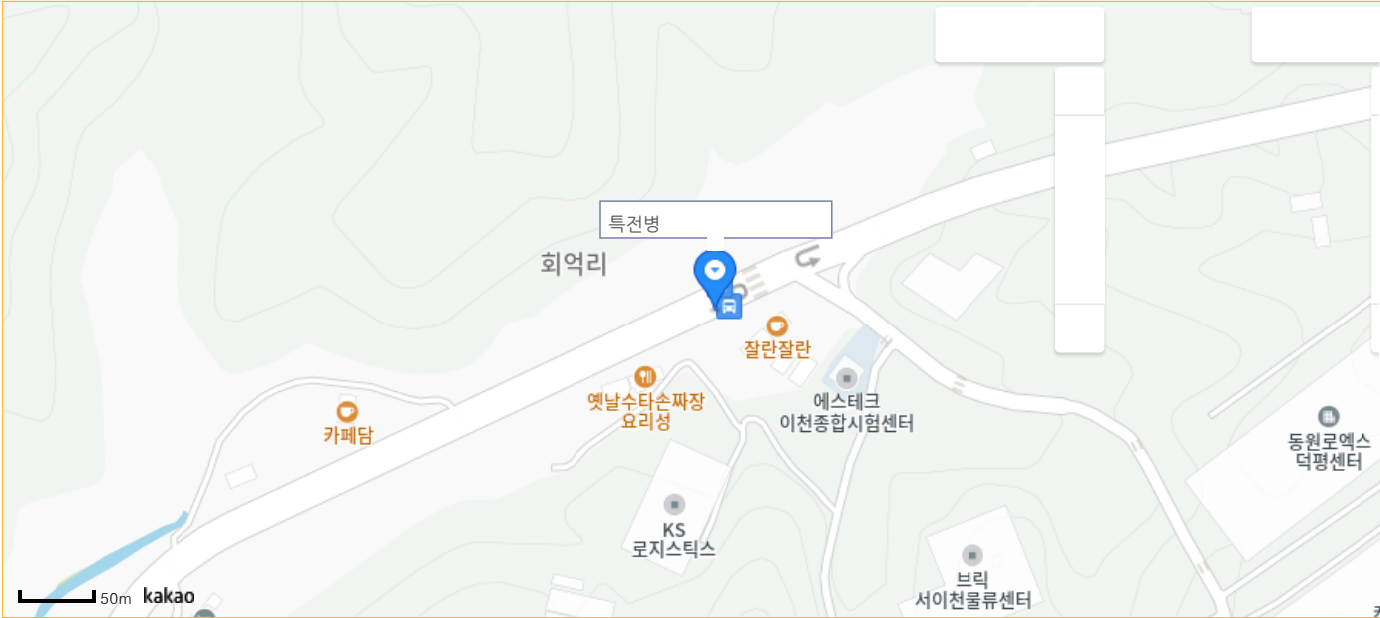 특전병
회억리
잘란잘란
옛날수타손짜장
요리성
에스테크
이천종합시험센터
카페담
동원로엑스
덕평센터
KS
로지스틱스
브릭
서이천물류센터
50m
kakao